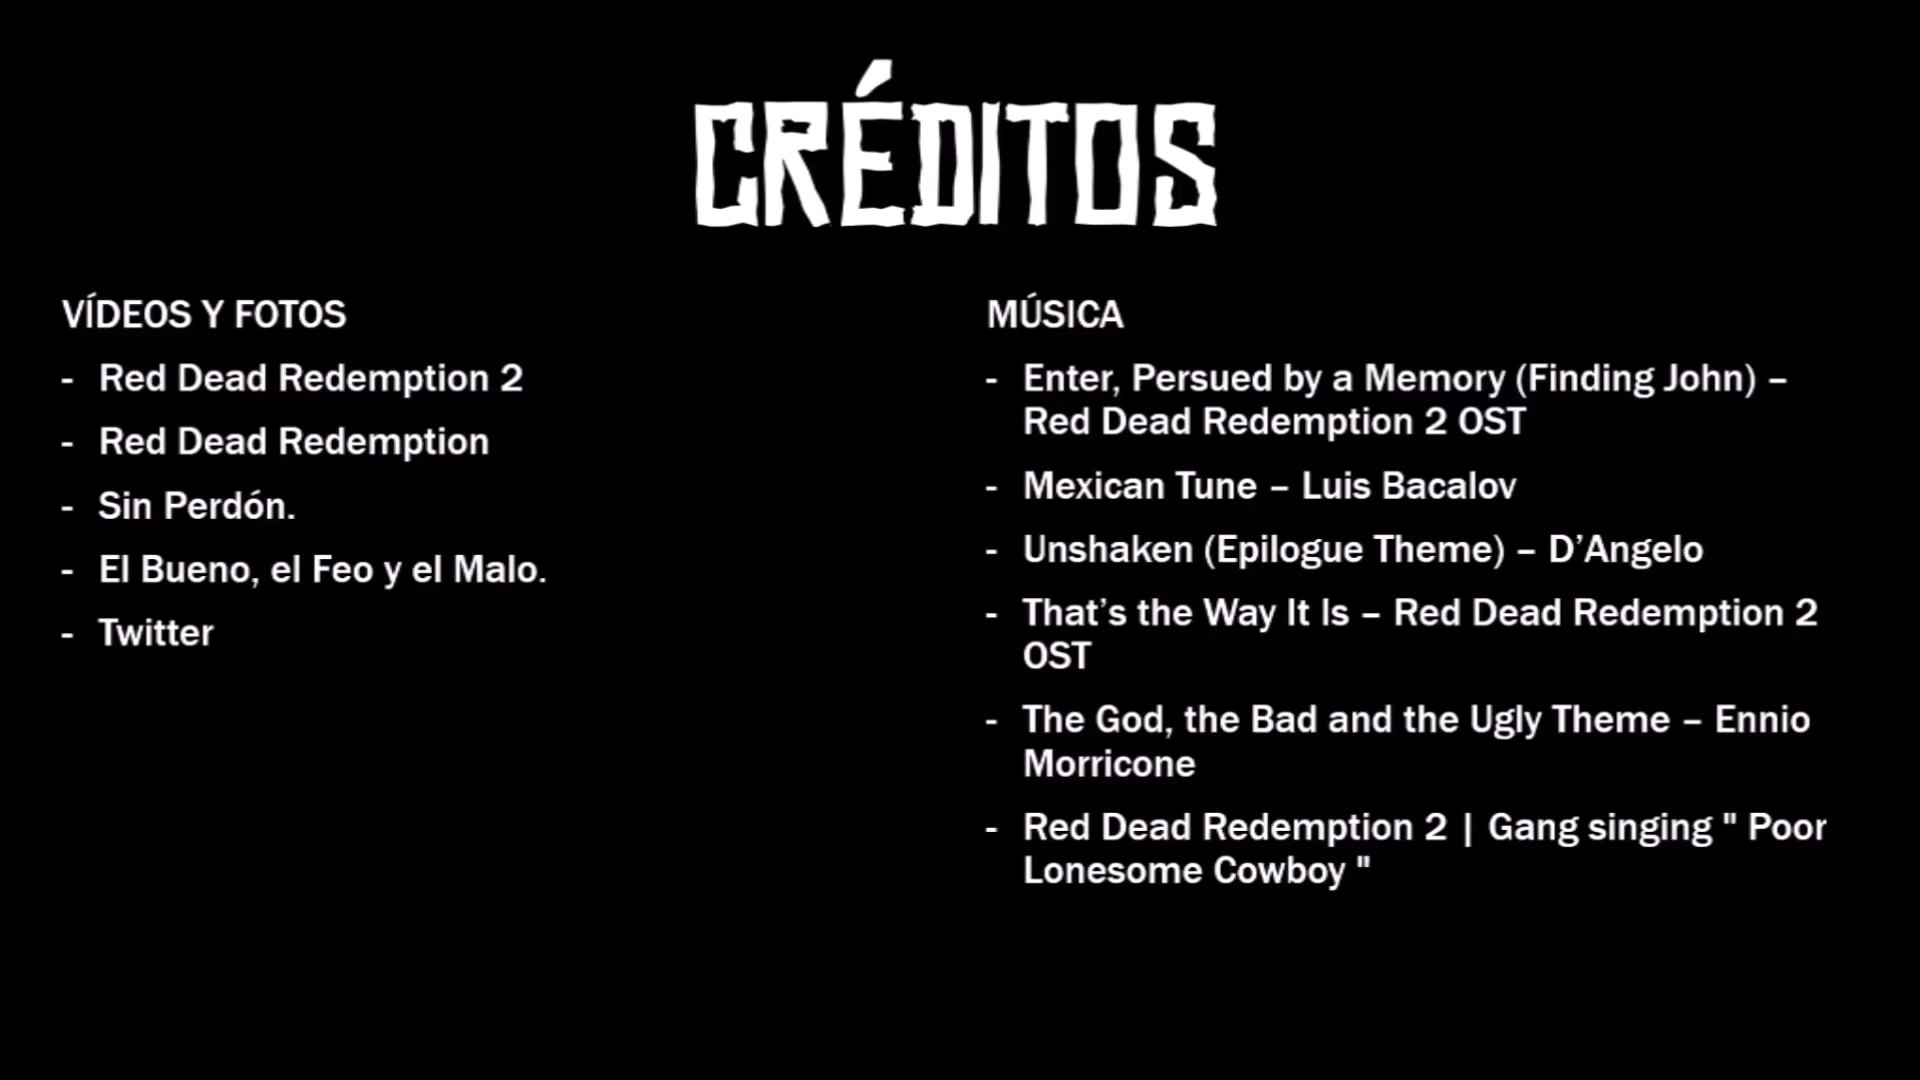 CRÉDITOS
VÍDEOS Y FOTOS
- Red Dead Redemption 2
- Red Dead Redemption
- Sin Perdón.
- El Bueno, el Feo y el Malo.
- Twitter
MÚSICA
- Enter, Persued by a Memory (Finding John) –
Red Dead Redemption 2 OST
- Mexican Tune – Luis Bacalov
- Unshaken (Epilogue Theme) – D’Angelo
- That’s the Way It Is – Red Dead Redemption 2
OST
- The God, the Bad and the Ugly Theme – Ennio
Morricone
- Red Dead Redemption 2 | Gang singing " Poor
Lonesome Cowboy "